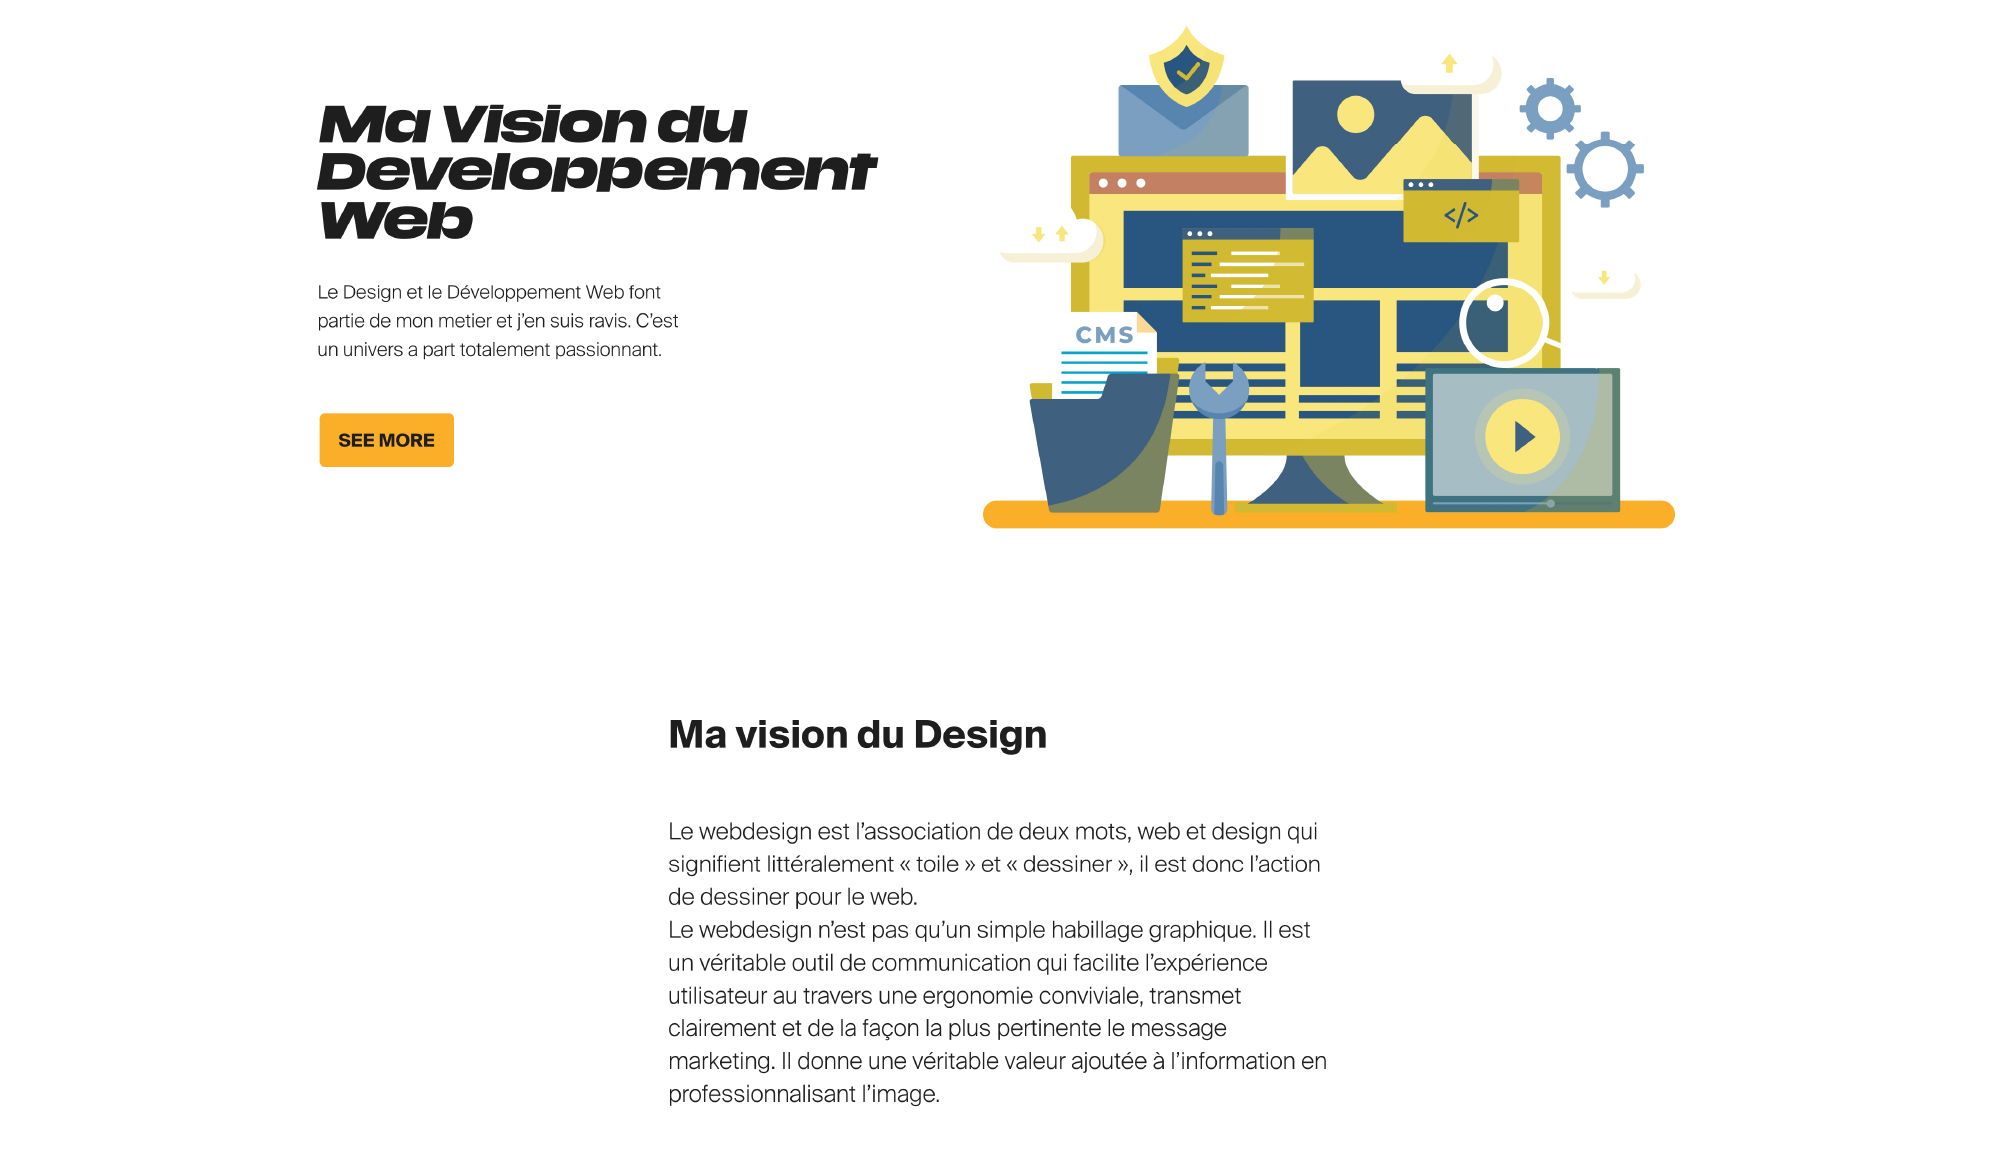 Ma Vision du
Developpement
Web
Le Design et le Développement Web font
partie de mon metier et j’en suis ravis. C’est
un univers a part totalement passionnant.
SEE MORE
</>
CMS
Ma vision du Design
Le webdesign est l’association de deux mots, web et design qui
signifient littéralement « toile » et « dessiner », il est donc l’action
de dessiner pour le web.
Le webdesign n’est pas qu’un simple habillage graphique. Il est
un véritable outil de communication qui facilite l’expérience
utilisateur au travers une ergonomie conviviale, transmet
clairement et de la façon la plus pertinente le message
marketing. Il donne une véritable valeur ajoutée à l’information en
professionnalisant l’image.